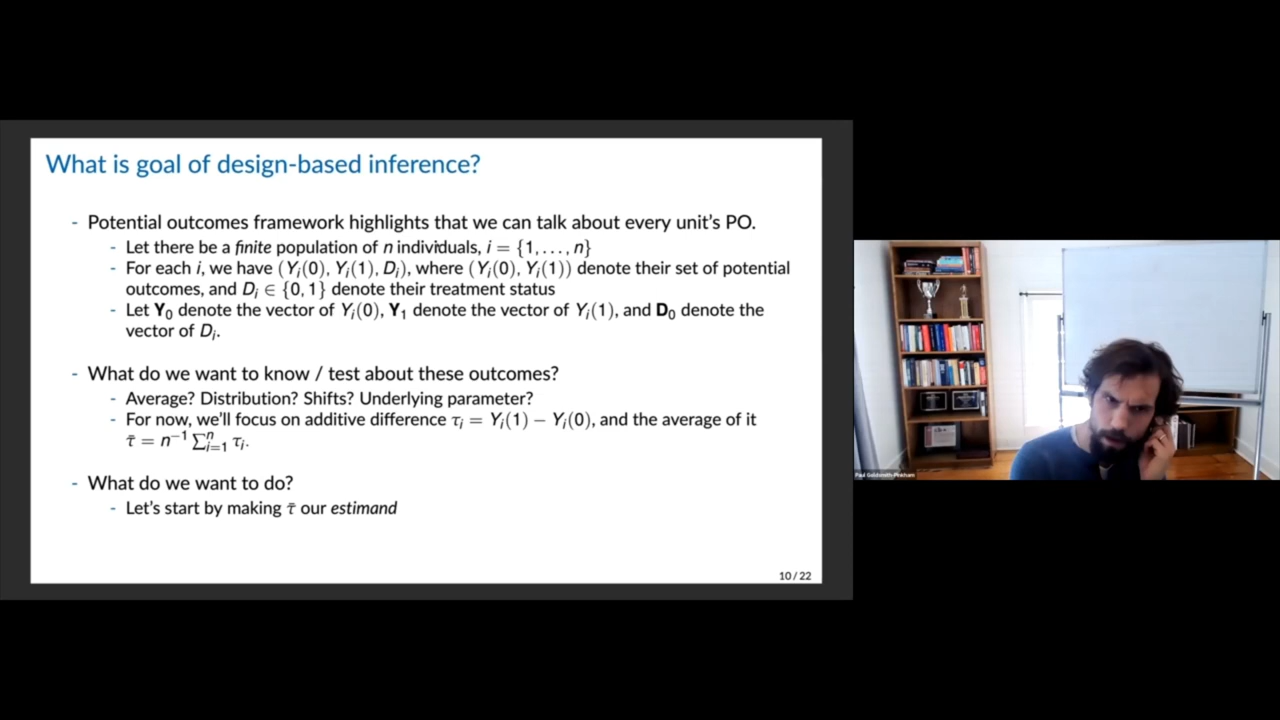 What is goal of design-based inference?
- Potential outcomes framework highlights that we can talk about every unit's PO.
- Let there be a finite population of n individuals, i = {1, . . . , n}
- For each i, we have (Yᵢ(0), Yᵢ(1), Dᵢ), where (Yᵢ(0), Yᵢ(1)) denote their set of potential
outcomes, and Dᵢ ∈ {0, 1} denote their treatment status
- Let Y₀ denote the vector of Yᵢ(0), Y₁ denote the vector of Yᵢ(1), and D₀ denote the
vector of Dᵢ.
- What do we want to know / test about these outcomes?
- Average? Distribution? Shifts? Underlying parameter?
- For now, we'll focus on additive difference τᵢ = Yᵢ(1) − Yᵢ(0), and the average of it
τ̄ = n⁻¹ ∑ⁿᵢ₌₁ τᵢ.
- What do we want to do?
- Let's start by making τ̄ our estimand
10 / 22
Paul Goldsmith-Pinkham